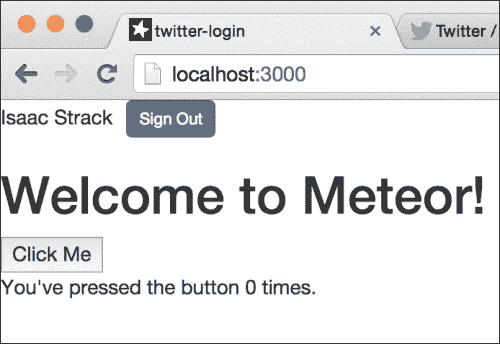 twitter-login
Twitter /
localhost:3000
Isaac Strack Sign Out
Welcome to Meteor!
Click Me
You've pressed the button 0 times.